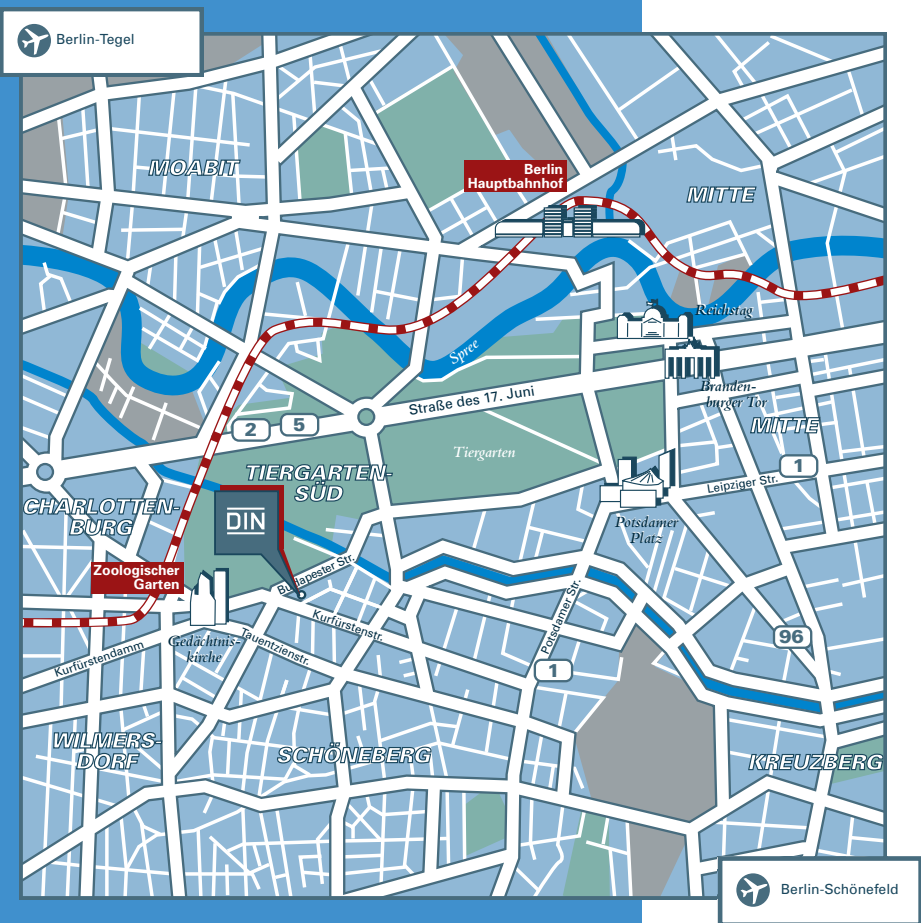 Berlin-Tegel
MOABIT
Berlin
Hauptbahnhof
MITTE
Reichstag
Spree
Branden-
burger Tor
Straße des 17. Juni
2
5
MITTE
Tiergarten
1
TIERGARTEN-
SÜD
Leipziger Str.
CHARLOTTEN-
BURG
DIN
Potsdamer
Platz
Zoologischer
Garten
Budapester Str.
Kurfürstenstr.
Potsdamer Str.
96
Gedächtnis-
kirche
Tauentzienstr.
Kurfürstendamm
1
WILMERS-
DORF
SCHÖNEBERG
KREUZBERG
Berlin-Schönefeld